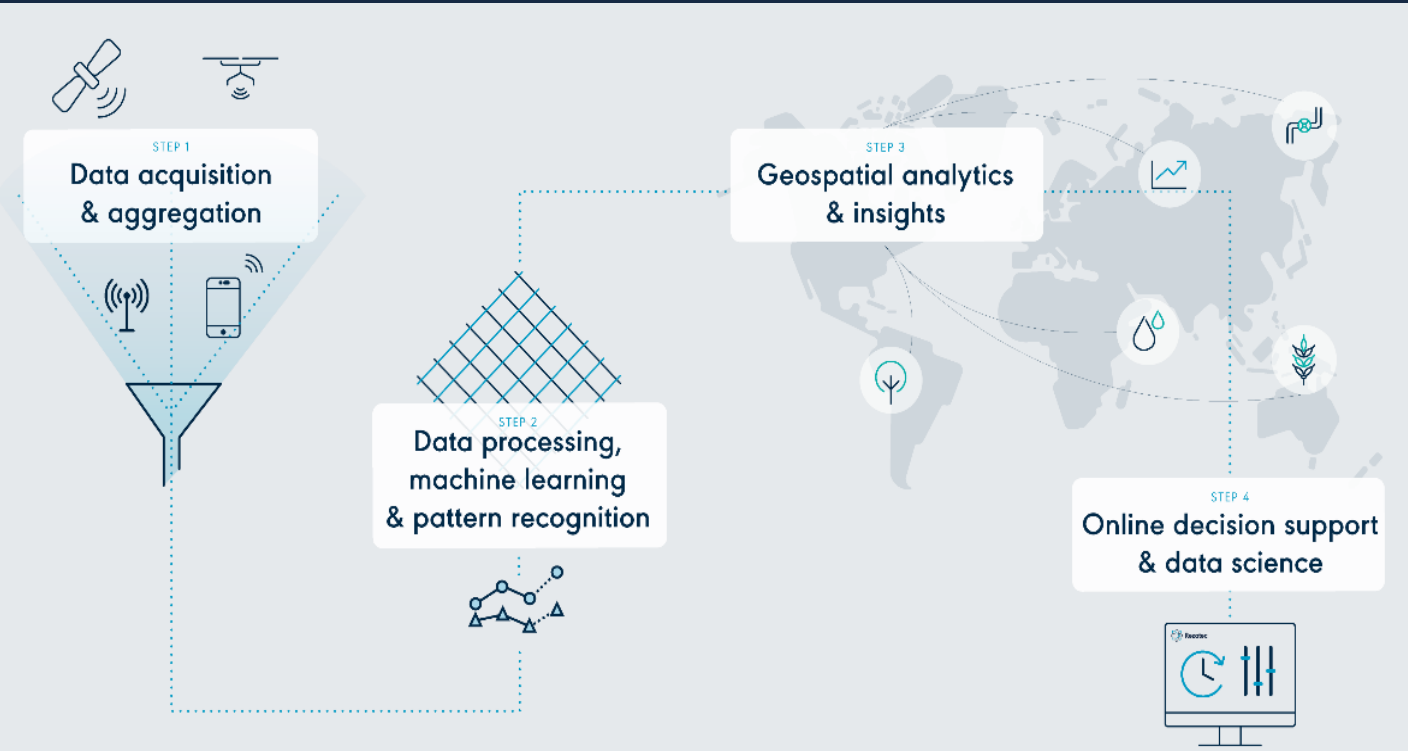 STEP 1
Data acquisition
& aggregation
STEP 2
Data processing,
machine learning
& pattern recognition
STEP 3
Geospatial analytics
& insights
STEP 4
Online decision support
& data science